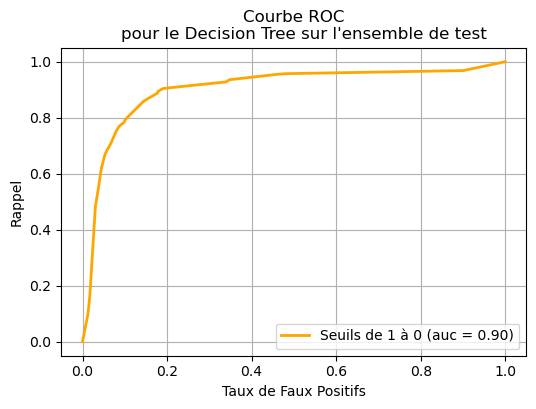 Courbe ROC
pour le Decision Tree sur l'ensemble de test
1.0
0.8
0.6
0.4
0.2
0.0
Rappel
Seuils de 1 à 0 (auc = 0.90)
0.0 0.2 0.4 0.6 0.8 1.0
Taux de Faux Positifs